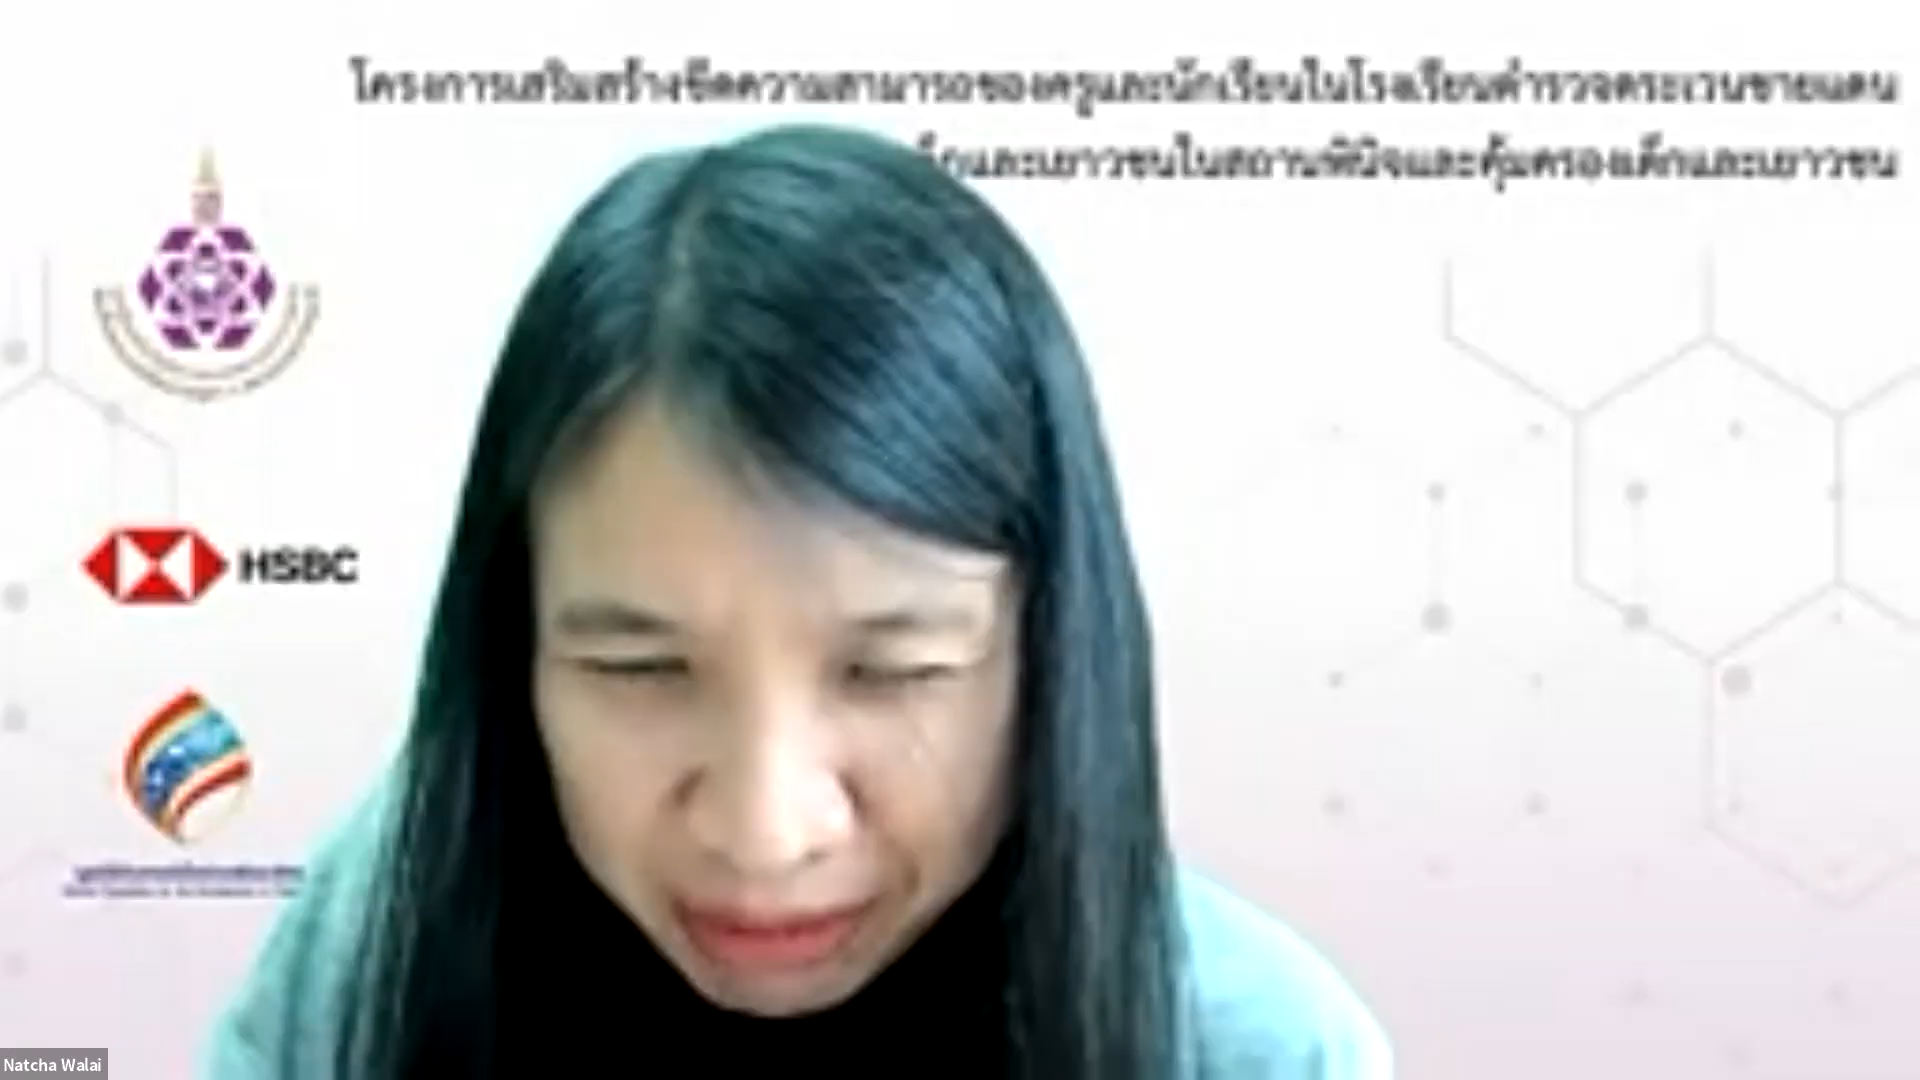 โครงการเสริมสร้างขีดความสามารถของครูและนักเรียนในโรงเรียนตำรวจตระเวนชายแดน
เด็กและเยาวชนในสถานพินิจและคุ้มครองเด็กและเยาวชน
HSBC
Natcha Walai